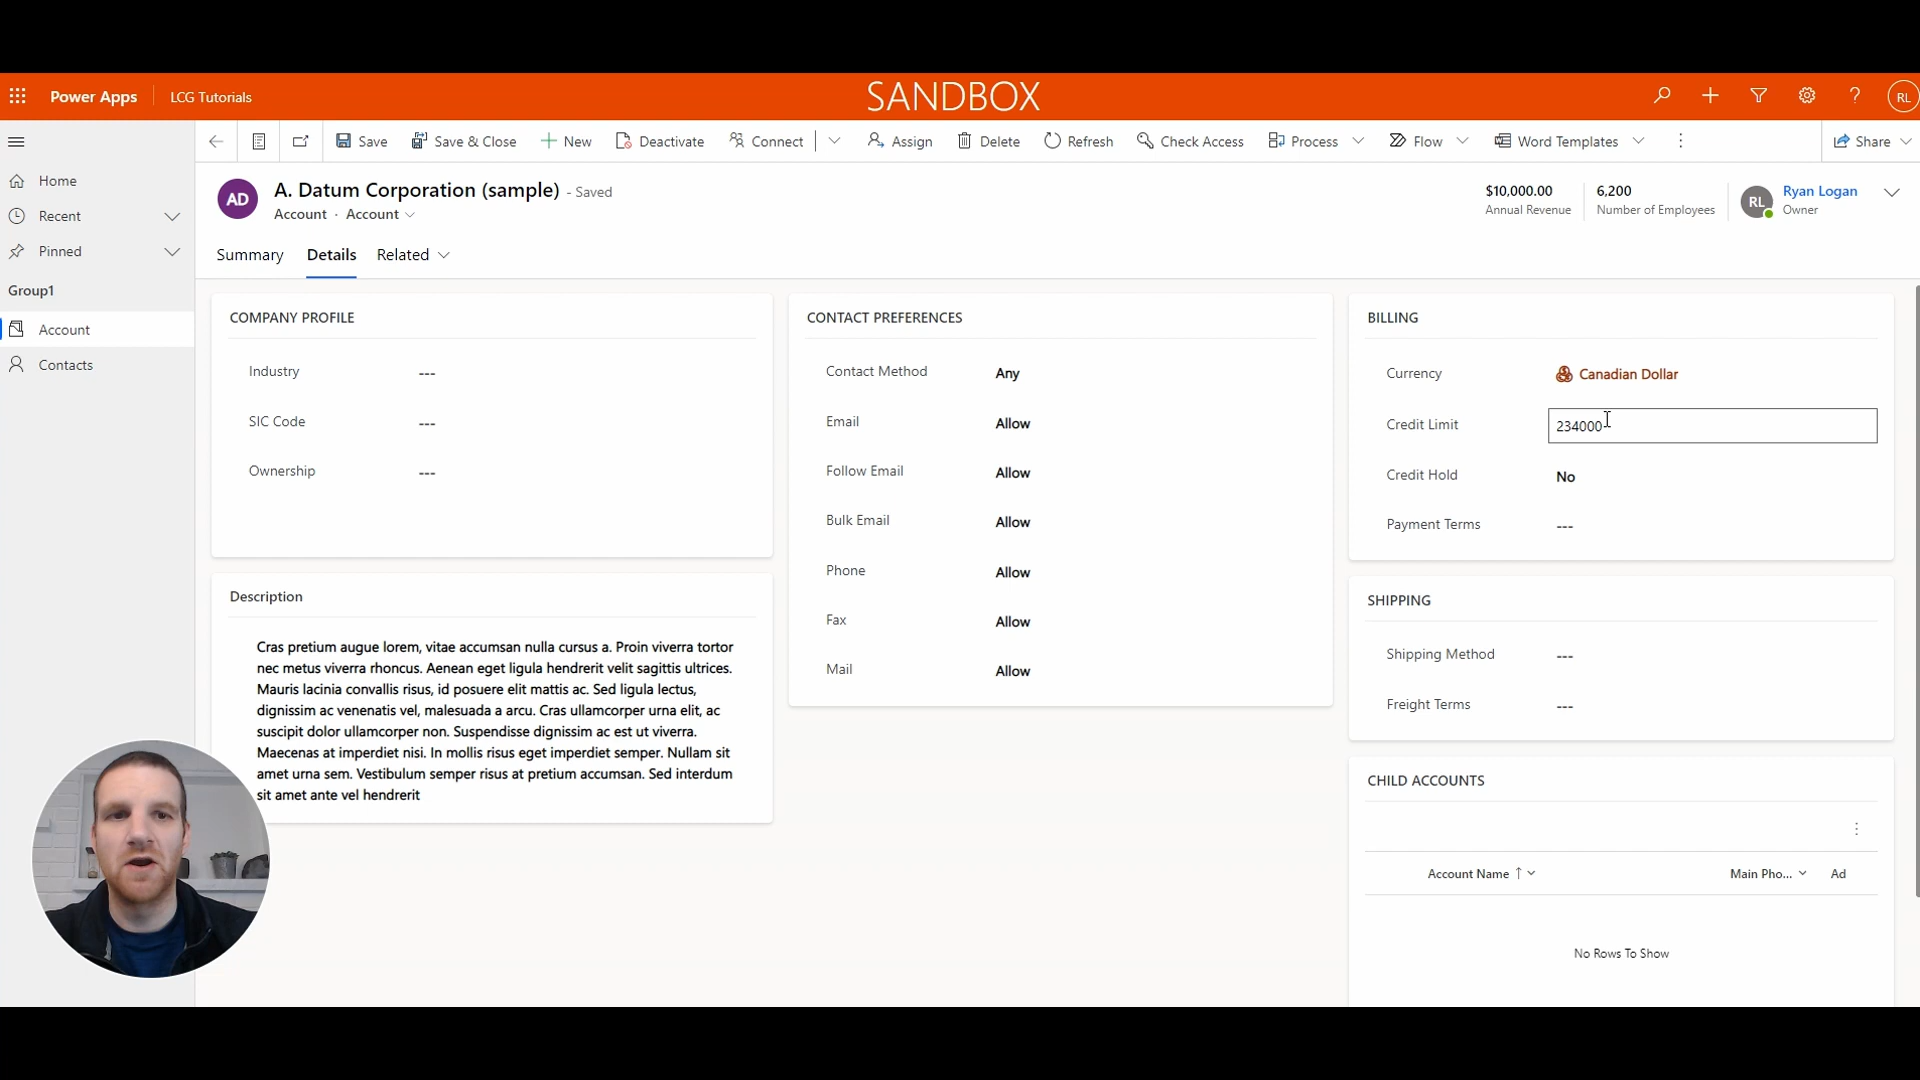 Power Apps
LCG Tutorials
SANDBOX
RL
Save
Save & Close
New
Deactivate
Connect
Assign
Delete
Refresh
Check Access
Process
Flow
Word Templates
Share
Home
Recent
Pinned
Group1
Account
Contacts
AD
A. Datum Corporation (sample) - Saved
Account · Account
$10,000.00
Annual Revenue
6,200
Number of Employees
RL
Ryan Logan
Owner
Summary
Details
Related
COMPANY PROFILE
Industry ---
SIC Code ---
Ownership ---
Description
Cras pretium augue lorem, vitae accumsan nulla cursus a. Proin viverra tortor
nec metus viverra rhoncus. Aenean eget ligula hendrerit velit sagittis ultrices.
Mauris lacinia convallis risus, id posuere elit mattis ac. Sed ligula lectus,
dignissim ac venenatis vel, malesuada a arcu. Cras ullamcorper urna elit, ac
suscipit dolor ullamcorper non. Suspendisse dignissim ac est ut viverra.
Maecenas at imperdiet nisi. In mollis risus eget imperdiet semper. Nullam sit
amet urna sem. Vestibulum semper risus at pretium accumsan. Sed interdum
sit amet ante vel hendrerit
CONTACT PREFERENCES
Contact Method Any
Email Allow
Follow Email Allow
Bulk Email Allow
Phone Allow
Fax Allow
Mail Allow
BILLING
Currency Canadian Dollar
Credit Limit 234000
Credit Hold No
Payment Terms ---
SHIPPING
Shipping Method ---
Freight Terms ---
CHILD ACCOUNTS
Account Name ↑ Main Pho... Ad
No Rows To Show